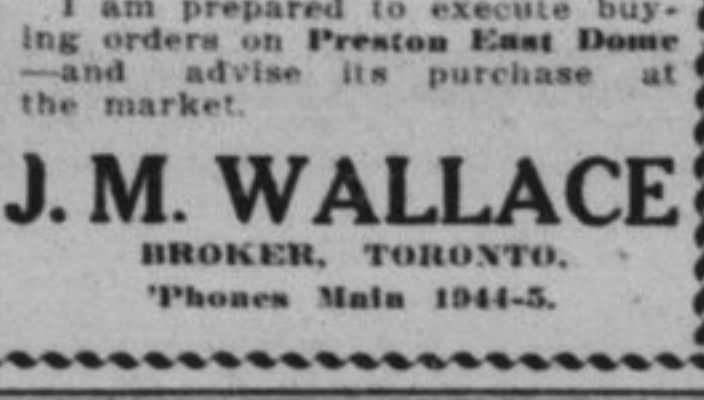 I am prepared to execute buy-
ing orders on Preston East Dome
—and advise its purchase at
the market.
J. M. WALLACE
BROKER, TORONTO.
'Phones Main 1944-5.